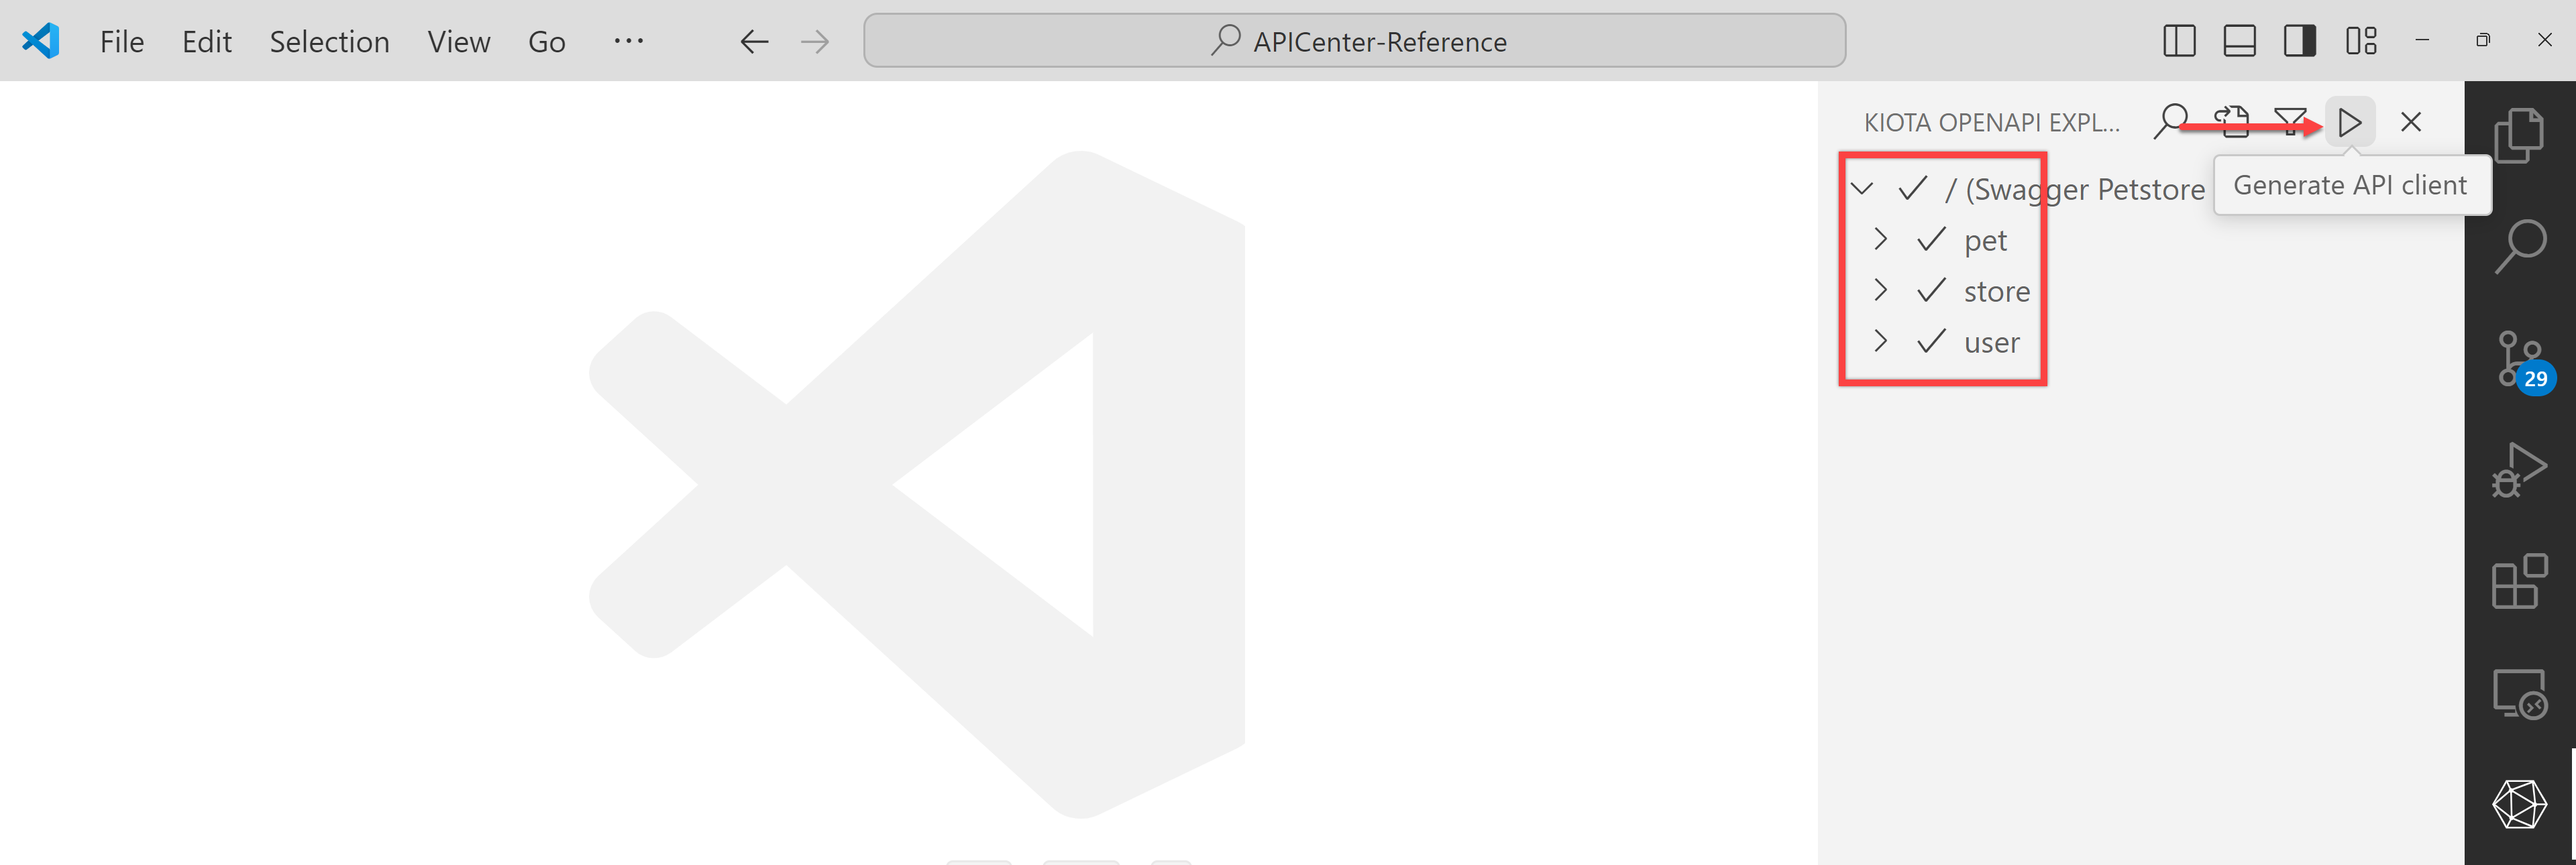 File Edit Selection View Go ··· APICenter-Reference
KIOTA OPENAPI EXPL...
Generate API client
/ (Swagger Petstore
pet
store
user
29